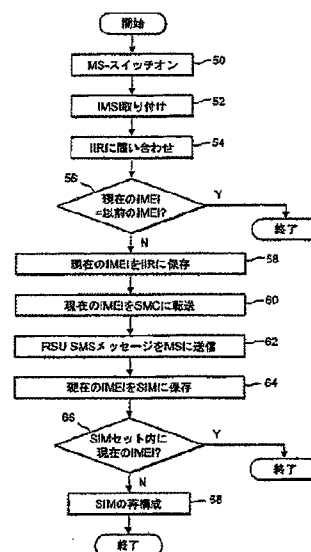 開始
MS-スイッチオン
50
IMSI取り付け
52
IIRに問い合わせ
54
56
現在のIMEI
=以前のIMEI?
Y
終了
N
現在のIMEIをIIRに保存
58
現在のIMEIをSMCに転送
60
RSU SMSメッセージをMSに送信
62
現在のIMEIをSIMに保存
64
66
SIMセット内に
現在のIMEI?
Y
終了
N
SIMの再構成
68
終了